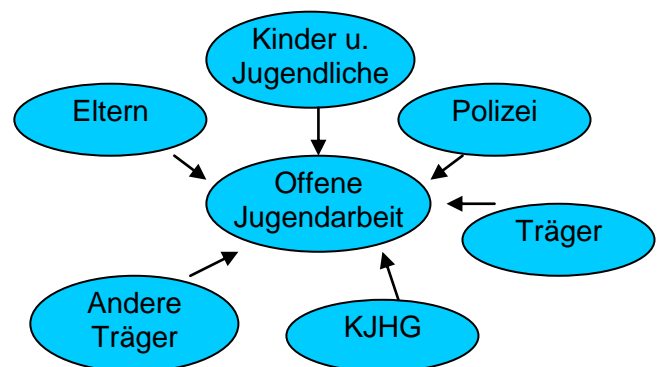 Kinder u.
Jugendliche
Eltern
Polizei
Offene
Jugendarbeit
Träger
Andere
Träger
KJHG